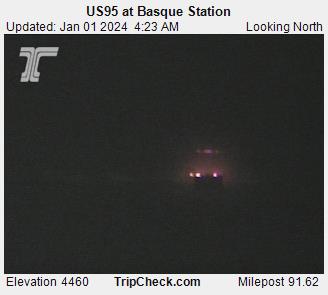 US95 at Basque Station
Updated: Jan 01 2024 4:23 AM Looking North
Elevation 4460 TripCheck.com Milepost 91.62